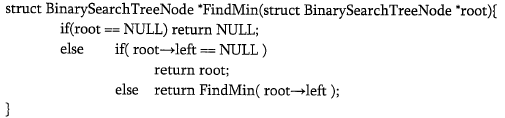 struct BinarySearchTreeNode *FindMin(struct BinarySearchTreeNode *root){
if(root == NULL) return NULL;
else if( root→left == NULL )
return root;
else return FindMin( root→left );
}